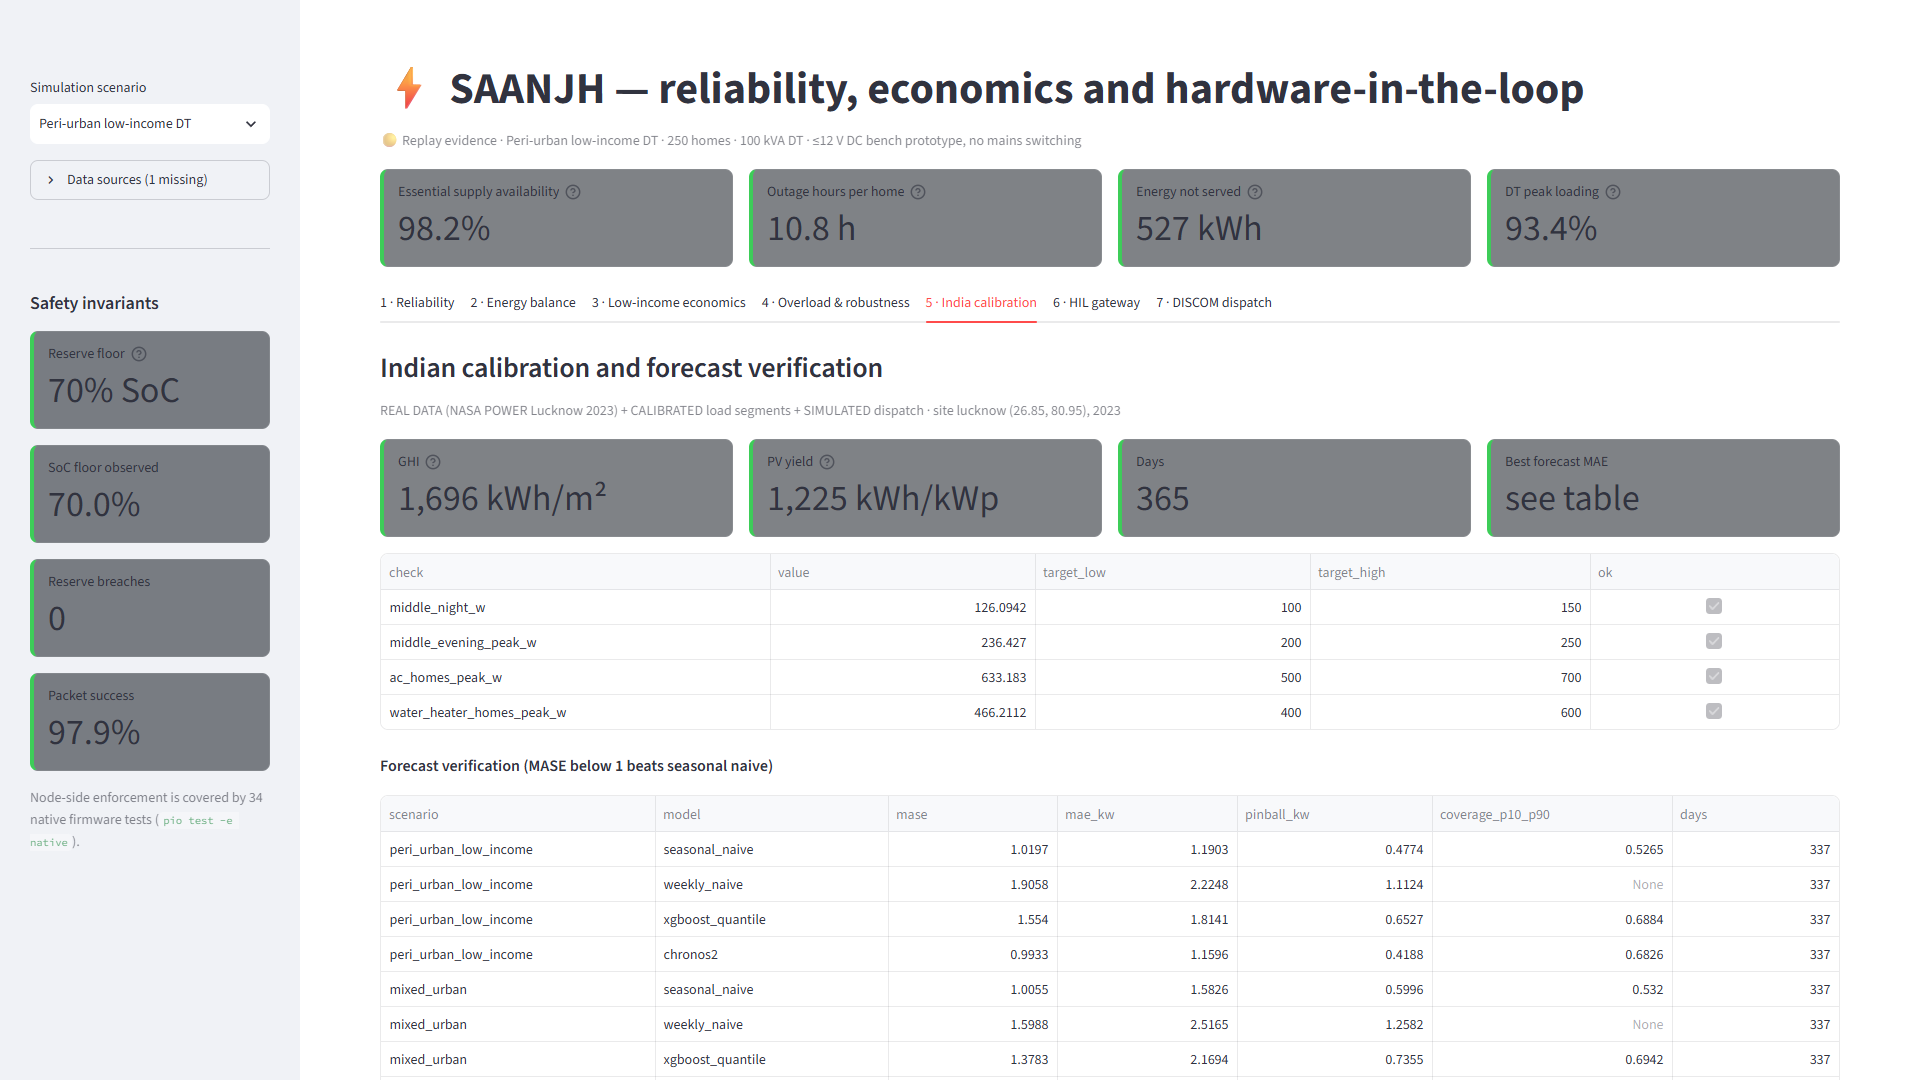 Simulation scenario
Peri-urban low-income DT
Data sources (1 missing)
Safety invariants
Reserve floor
70% SoC
SoC floor observed
70.0%
Reserve breaches
0
Packet success
97.9%
Node-side enforcement is covered by 34
native firmware tests ( pio test -e
native ).
SAANJH — reliability, economics and hardware-in-the-loop
Replay evidence · Peri-urban low-income DT · 250 homes · 100 kVA DT · ≤12 V DC bench prototype, no mains switching
Essential supply availability
98.2%
Outage hours per home
10.8 h
Energy not served
527 kWh
DT peak loading
93.4%
1 · Reliability 2 · Energy balance 3 · Low-income economics 4 · Overload & robustness 5 · India calibration 6 · HIL gateway 7 · DISCOM dispatch
Indian calibration and forecast verification
REAL DATA (NASA POWER Lucknow 2023) + CALIBRATED load segments + SIMULATED dispatch · site lucknow (26.85, 80.95), 2023
GHI
1,696 kWh/m²
PV yield
1,225 kWh/kWp
Days
365
Best forecast MAE
see table
check value target_low target_high ok
middle_night_w 126.0942 100 150
middle_evening_peak_w 236.427 200 250
ac_homes_peak_w 633.183 500 700
water_heater_homes_peak_w 466.2112 400 600
Forecast verification (MASE below 1 beats seasonal naive)
scenario model mase mae_kw pinball_kw coverage_p10_p90 days
peri_urban_low_income seasonal_naive 1.0197 1.1903 0.4774 0.5265 337
peri_urban_low_income weekly_naive 1.9058 2.2248 1.1124 None 337
peri_urban_low_income xgboost_quantile 1.554 1.8141 0.6527 0.6884 337
peri_urban_low_income chronos2 0.9933 1.1596 0.4188 0.6826 337
mixed_urban seasonal_naive 1.0055 1.5826 0.5996 0.532 337
mixed_urban weekly_naive 1.5988 2.5165 1.2582 None 337
mixed_urban xgboost_quantile 1.3783 2.1694 0.7355 0.6942 337